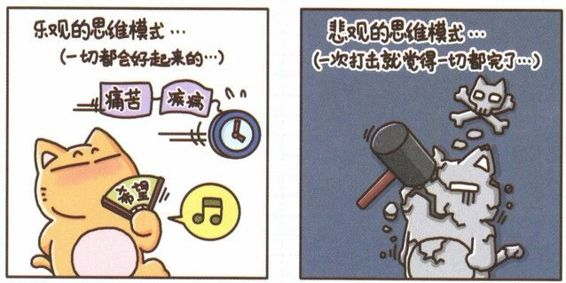 乐观的思维模式…
(一切都会好起来的…)
痛苦
疾病
希望
悲观的思维模式…
(一次打击就觉得一切都完了…)